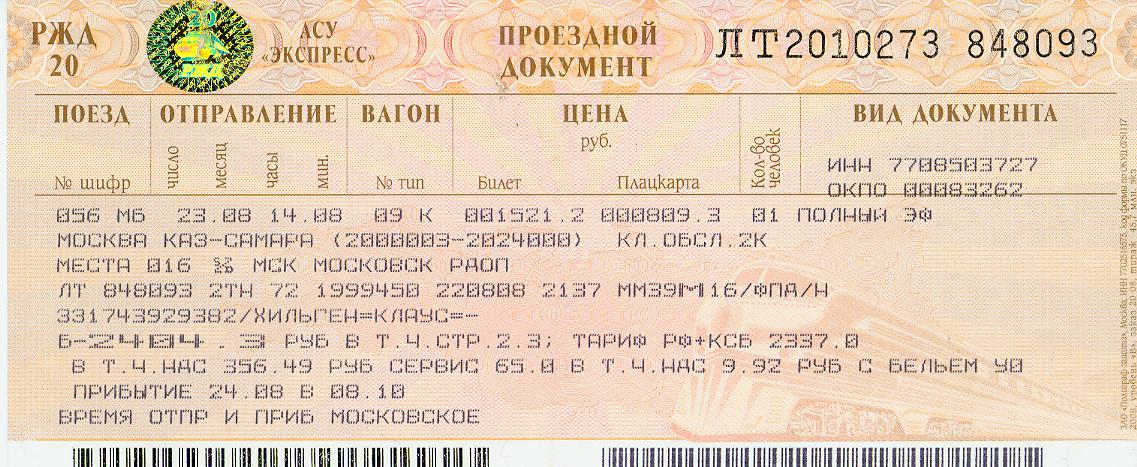 РЖД АСУ ПРОЕЗДНОЙ ЛТ2010273 848093
20 «ЭКСПРЕСС» ДОКУМЕНТ
20
РЖД
ПОЕЗД ОТПРАВЛЕНИЕ ВАГОН ЦЕНА ВИД ДОКУМЕНТА
руб.
№ шифр число месяц часы мин. № тип Билет Плацкарта Кол-во человек
ИНН 7708503727
ОКПО 00083262
056 МБ 23.08 14.08 09 К 001521.2 000809.3 01 ПОЛНЫЙ ЭФ
МОСКВА КАЗ-САМАРА (2000003-2024000) КЛ.ОБСЛ.2К
МЕСТА 016 МСК МОСКОВСК РДОП
ЛТ 848093 2ТН 72 1999450 220808 2137 ММ39М16/ФПА/Н
331743929382/ХИЛЬГЕН=КЛАУС=-
Б-2404.3 РУБ В Т.Ч.СТР.2.3; ТАРИФ РФ+КСБ 2337.0
В Т.Ч.НДС 356.49 РУБ СЕРВИС 65.0 В Т.Ч.НДС 9.92 РУБ С БЕЛЬЕМ У0
ПРИБЫТИЕ 24.08 В 08.10
ВРЕМЯ ОТПР И ПРИБ МОСКОВСКОЕ